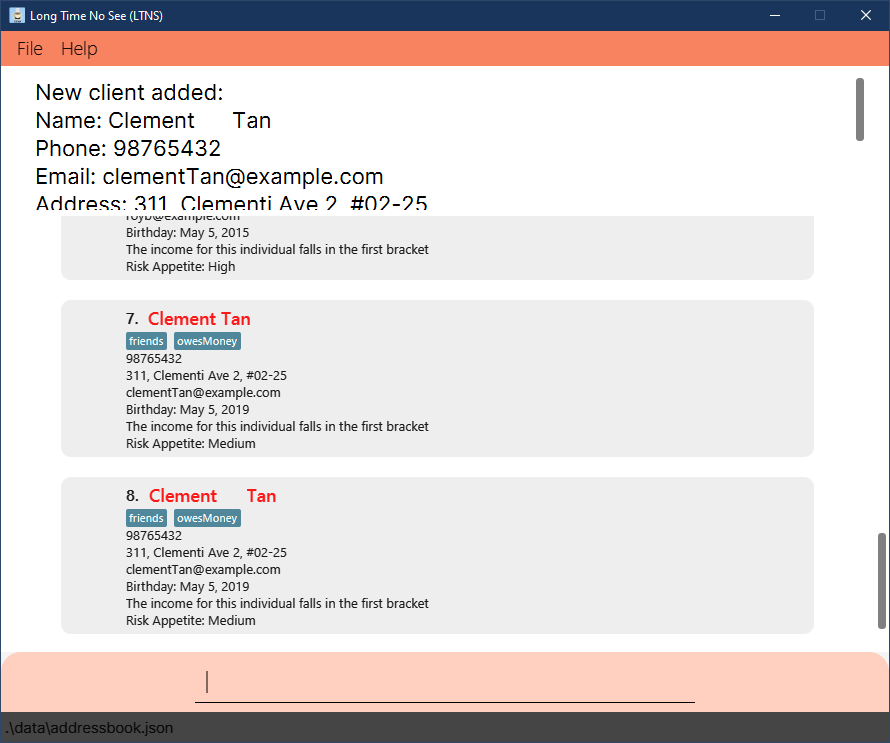 Long Time No See (LTNS)
File Help
New client added:
Name: Clement      Tan
Phone: 98765432
Email: clementTan@example.com
Address: 311, Clementi Ave 2, #02-25
royb@example.com
Birthday: May 5, 2015
The income for this individual falls in the first bracket
Risk Appetite: High
7. Clement Tan
friends owesMoney
98765432
311, Clementi Ave 2, #02-25
clementTan@example.com
Birthday: May 5, 2019
The income for this individual falls in the first bracket
Risk Appetite: Medium
8. Clement      Tan
friends owesMoney
98765432
311, Clementi Ave 2, #02-25
clementTan@example.com
Birthday: May 5, 2019
The income for this individual falls in the first bracket
Risk Appetite: Medium
.\data\addressbook.json